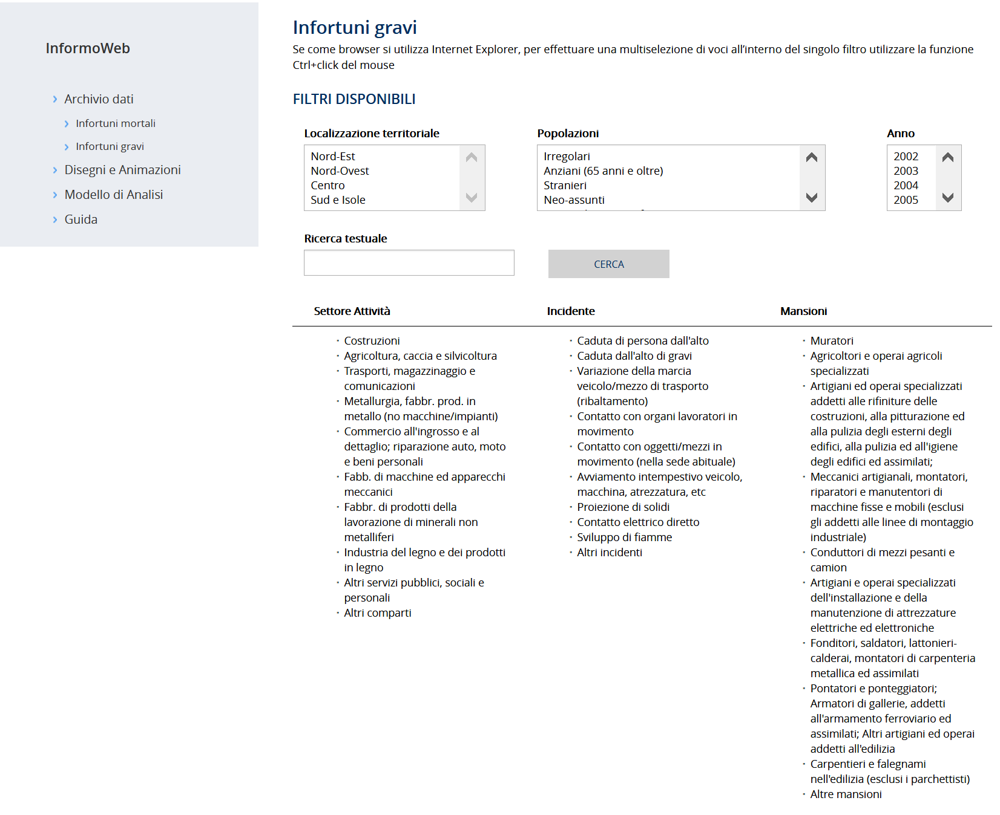 InformoWeb
Archivio dati
Infortuni mortali
Infortuni gravi
Disegni e Animazioni
Modello di Analisi
Guida
Infortuni gravi
Se come browser si utilizza Internet Explorer, per effettuare una multiselezione di voci all’interno del singolo filtro utilizzare la funzione
Ctrl+click del mouse
FILTRI DISPONIBILI
Localizzazione territoriale
Nord-Est
Nord-Ovest
Centro
Sud e Isole
Popolazioni
Irregolari
Anziani (65 anni e oltre)
Stranieri
Neo-assunti
Anno
2002
2003
2004
2005
Ricerca testuale
CERCA
Settore Attività
Costruzioni
Agricoltura, caccia e silvicoltura
Trasporti, magazzinaggio e
comunicazioni
Metallurgia, fabbr. prod. in
metallo (no macchine/impianti)
Commercio all'ingrosso e al
dettaglio; riparazione auto, moto
e beni personali
Fabb. di macchine ed apparecchi
meccanici
Fabbr. di prodotti della
lavorazione di minerali non
metalliferi
Industria del legno e dei prodotti
in legno
Altri servizi pubblici, sociali e
personali
Altri comparti
Incidente
Caduta di persona dall'alto
Caduta dall'alto di gravi
Variazione della marcia
veicolo/mezzo di trasporto
(ribaltamento)
Contatto con organi lavoratori in
movimento
Contatto con oggetti/mezzi in
movimento (nella sede abituale)
Avviamento intempestivo veicolo,
macchina, atrezzatura, etc
Proiezione di solidi
Contatto elettrico diretto
Sviluppo di fiamme
Altri incidenti
Mansioni
Muratori
Agricoltori e operai agricoli
specializzati
Artigiani ed operai specializzati
addetti alle rifiniture delle
costruzioni, alla pitturazione ed
alla pulizia degli esterni degli
edifici, alla pulizia ed all'igiene
degli edifici ed assimilati;
Meccanici artigianali, montatori,
riparatori e manutentori di
macchine fisse e mobili (esclusi
gli addetti alle linee di montaggio
industriale)
Conduttori di mezzi pesanti e
camion
Artigiani e operai specializzati
dell'installazione e della
manutenzione di attrezzature
elettriche ed elettroniche
Fonditori, saldatori, lattonieri-
calderai, montatori di carpenteria
metallica ed assimilati
Pontatori e ponteggiatori;
Armatori di gallerie, addetti
all'armamento ferroviario ed
assimilati; Altri artigiani ed operai
addetti all'edilizia
Carpentieri e falegnami
nell'edilizia (esclusi i parchettisti)
Altre mansioni